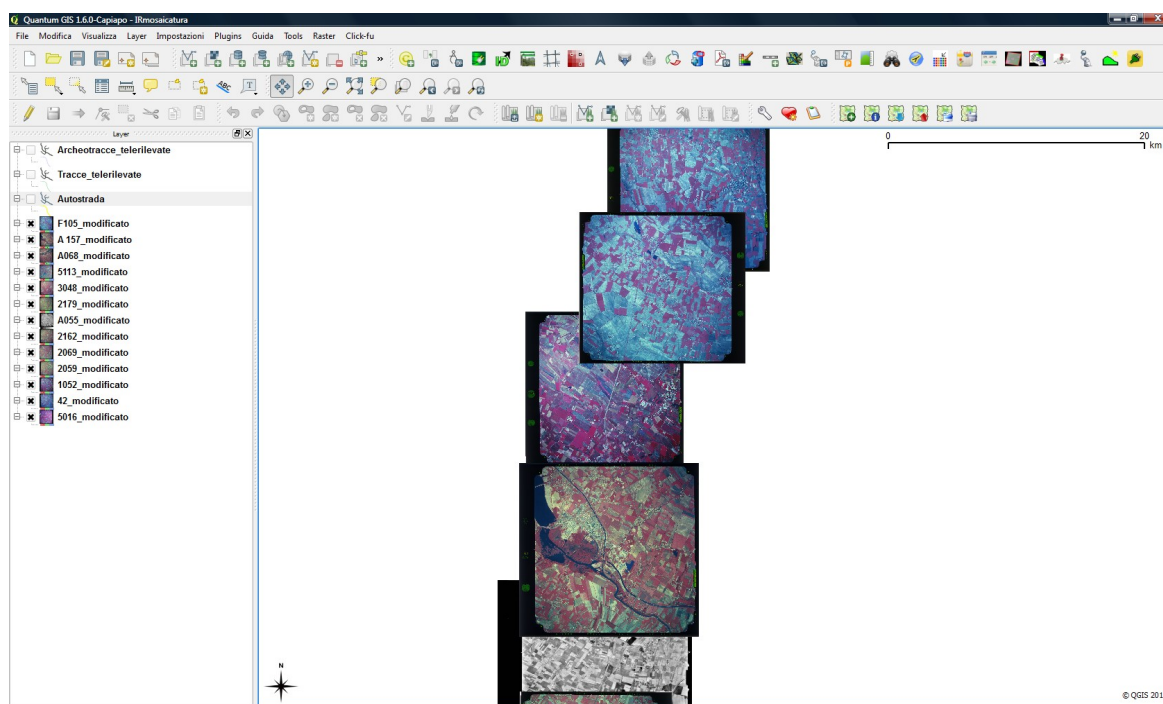 Quantum GIS 1.6.0-Capiapo - IRmosaicatura
File Modifica Visualizza Layer Impostazioni Plugins Guida Tools Raster Click-fu
Layer
Archeotracce_telerilevate
Tracce_telerilevate
Autostrada
F105_modificato
A 157_modificato
A068_modificato
5113_modificato
3048_modificato
2179_modificato
A055_modificato
2162_modificato
2069_modificato
2059_modificato
1052_modificato
42_modificato
5016_modificato
0 20
km
N
© QGIS 201